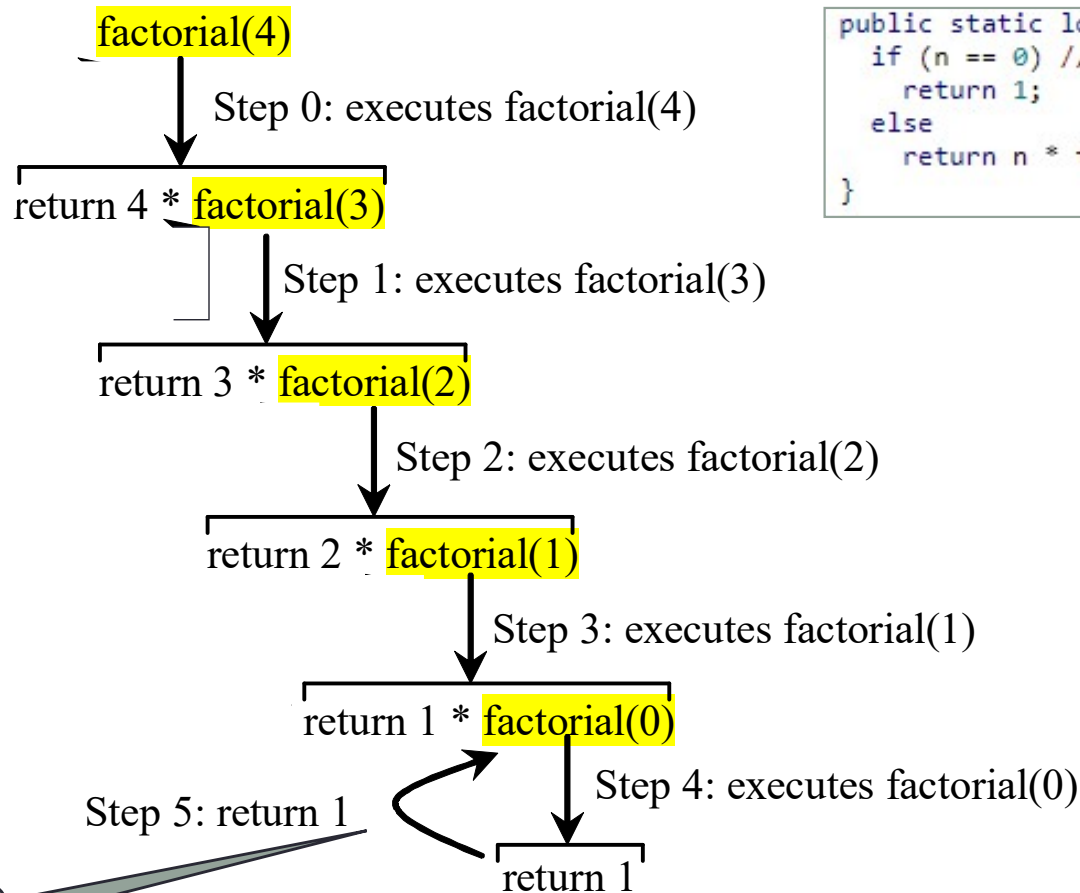 factorial(4)
Step 0: executes factorial(4)
return 4 * factorial(3)
Step 1: executes factorial(3)
return 3 * factorial(2)
Step 2: executes factorial(2)
return 2 * factorial(1)
Step 3: executes factorial(1)
return 1 * factorial(0)
Step 4: executes factorial(0)
Step 5: return 1
return 1
public static
if (n == 0) //
return 1;
else
return n *
}